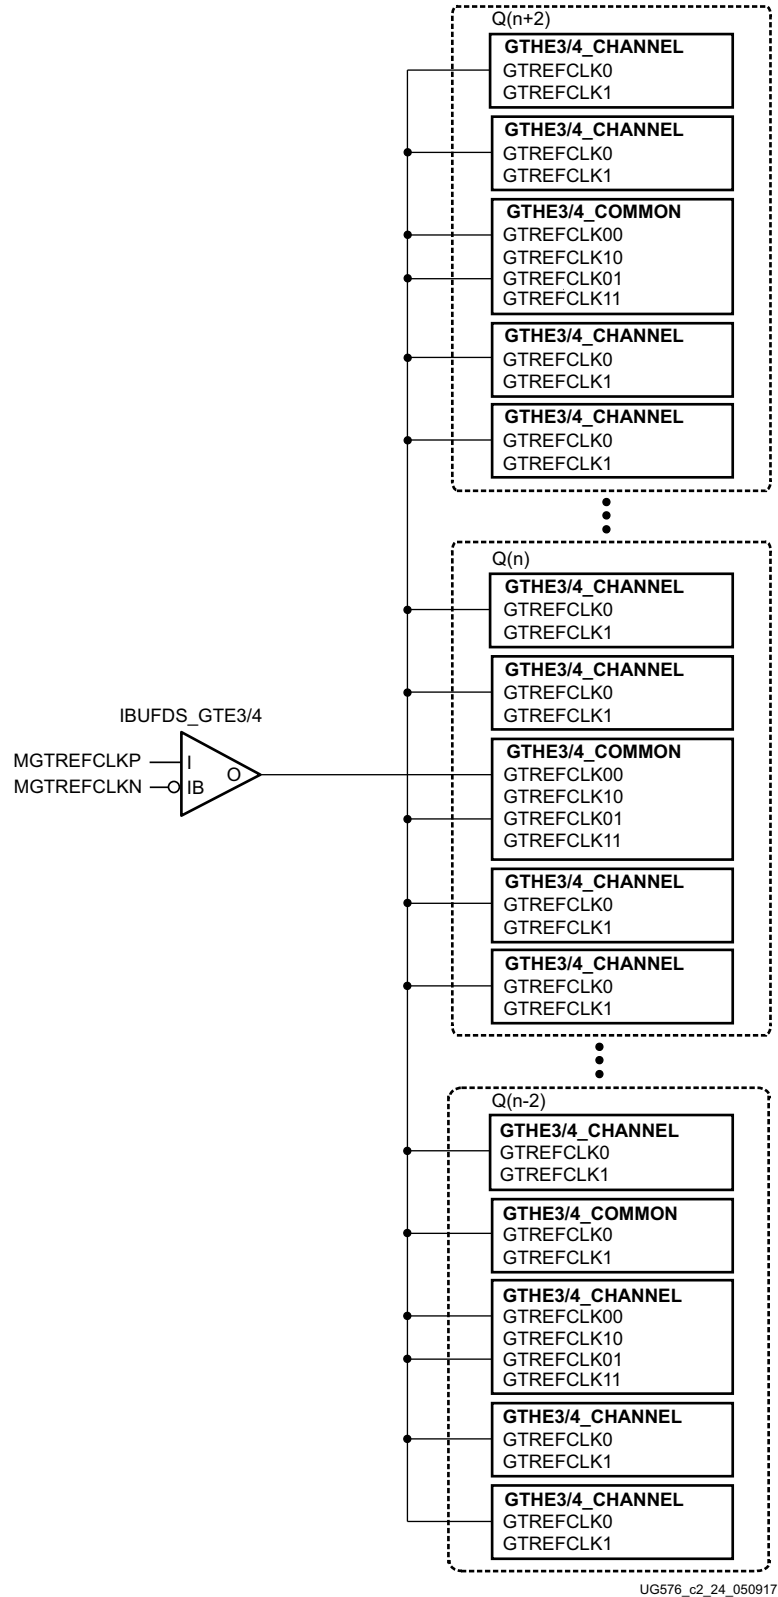 Q(n+2)
GTHE3/4_CHANNEL
GTREFCLK0
GTREFCLK1
GTHE3/4_CHANNEL
GTREFCLK0
GTREFCLK1
GTHE3/4_COMMON
GTREFCLK00
GTREFCLK10
GTREFCLK01
GTREFCLK11
GTHE3/4_CHANNEL
GTREFCLK0
GTREFCLK1
GTHE3/4_CHANNEL
GTREFCLK0
GTREFCLK1
Q(n)
GTHE3/4_CHANNEL
GTREFCLK0
GTREFCLK1
GTHE3/4_CHANNEL
GTREFCLK0
GTREFCLK1
IBUFDS_GTE3/4
MGTREFCLKP
I
MGTREFCLKN
IB
O
GTHE3/4_COMMON
GTREFCLK00
GTREFCLK10
GTREFCLK01
GTREFCLK11
GTHE3/4_CHANNEL
GTREFCLK0
GTREFCLK1
GTHE3/4_CHANNEL
GTREFCLK0
GTREFCLK1
Q(n-2)
GTHE3/4_CHANNEL
GTREFCLK0
GTREFCLK1
GTHE3/4_COMMON
GTREFCLK0
GTREFCLK1
GTHE3/4_CHANNEL
GTREFCLK00
GTREFCLK10
GTREFCLK01
GTREFCLK11
GTHE3/4_CHANNEL
GTREFCLK0
GTREFCLK1
GTHE3/4_CHANNEL
GTREFCLK0
GTREFCLK1
UG576_c2_24_050917